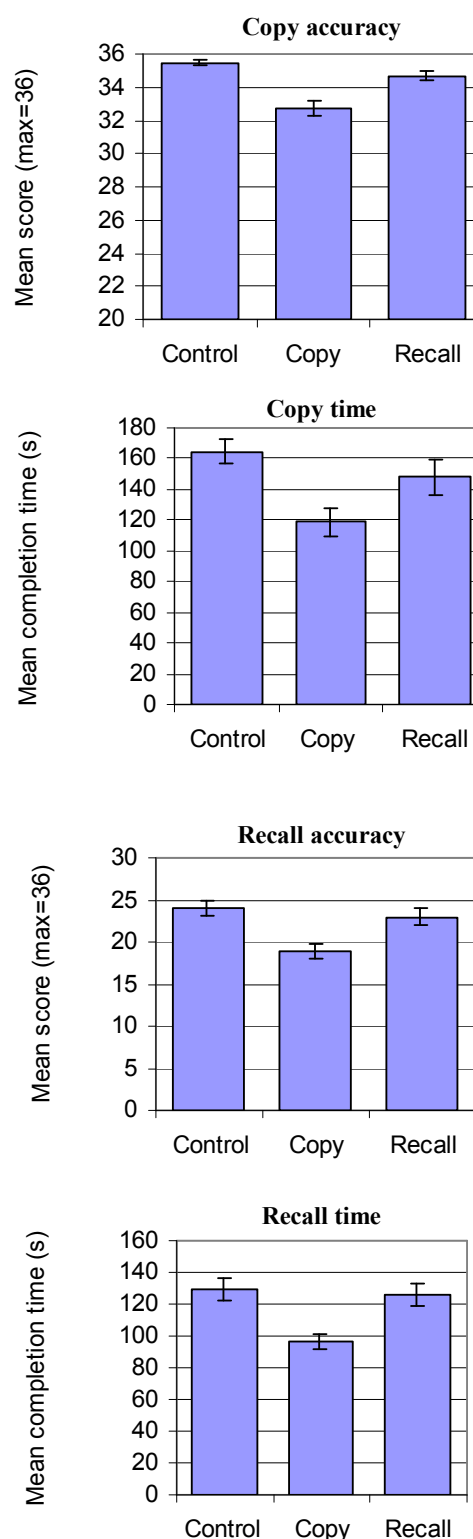 Copy accuracy
Mean score (max=36)
36
34
32
30
28
26
24
22
20
Control Copy Recall
Copy time
Mean completion time (s)
180
160
140
120
100
80
60
40
20
0
Control Copy Recall
Recall accuracy
Mean score (max=36)
30
25
20
15
10
5
0
Control Copy Recall
Recall time
Mean completion time (s)
160
140
120
100
80
60
40
20
0
Control Copy Recall